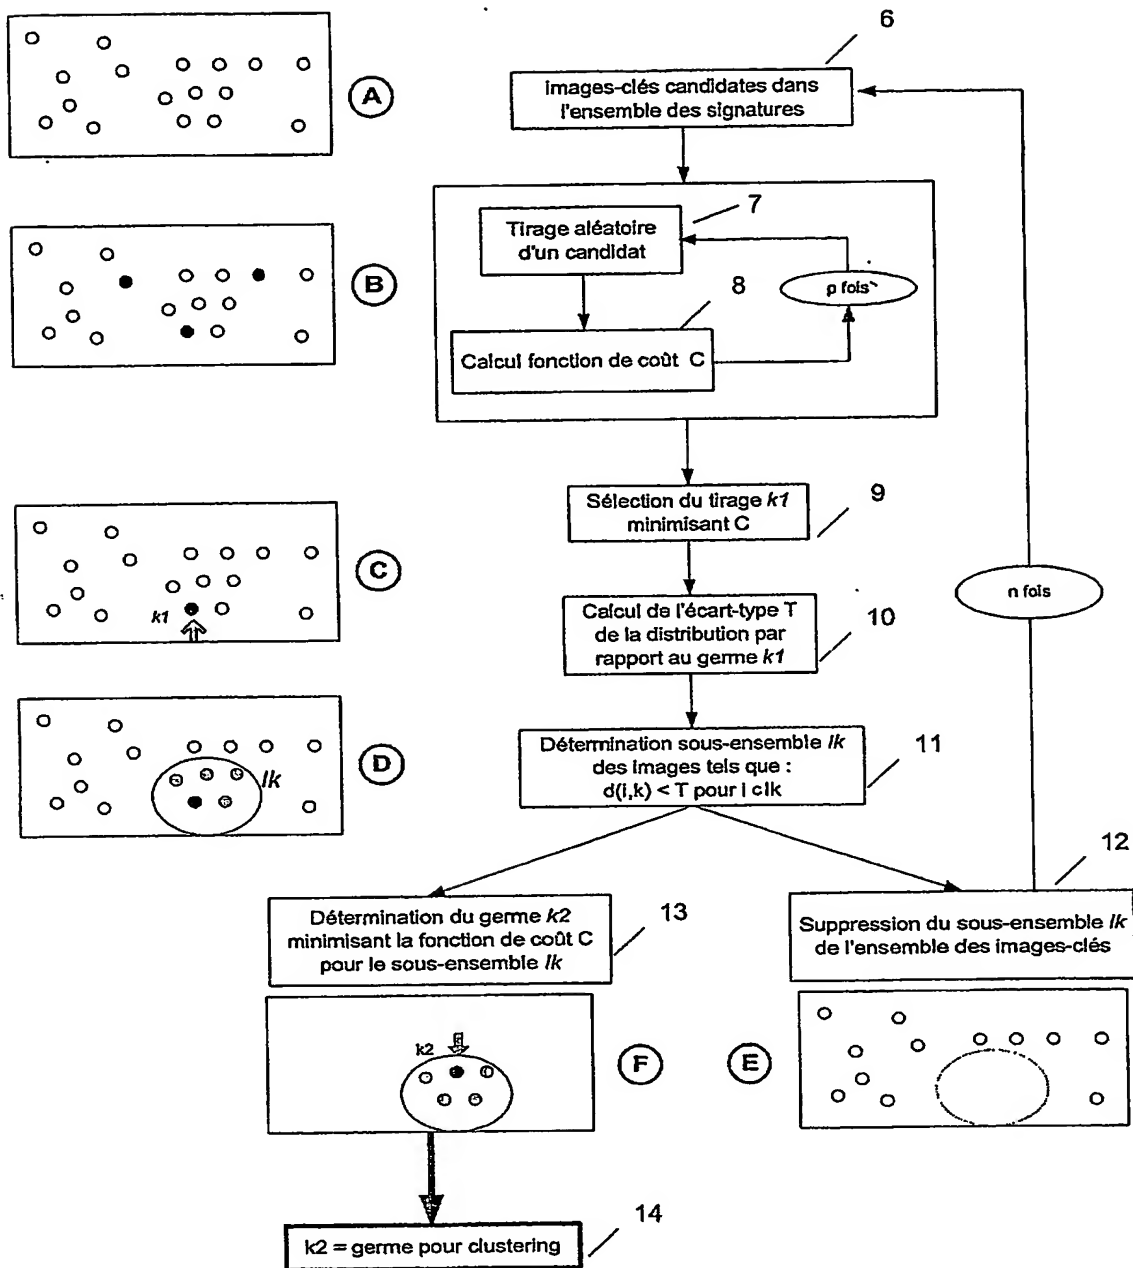 6
Images-clés candidates dans
l'ensemble des signatures
A
7
Tirage aléatoire
d'un candidat
B
8
p fois
Calcul fonction de coût C
9
Sélection du tirage k1
minimisant C
C
k1
n fois
10
Calcul de l'écart-type T
de la distribution par
rapport au germe k1
11
Détermination sous-ensemble Ik
des images tels que :
d(i,k) < T pour i c Ik
D
Ik
12
13
Détermination du germe k2
minimisant la fonction de coût C
pour le sous-ensemble Ik
Suppression du sous-ensemble Ik
de l'ensemble des images-clés
k2
F
E
14
k2 = germe pour clustering